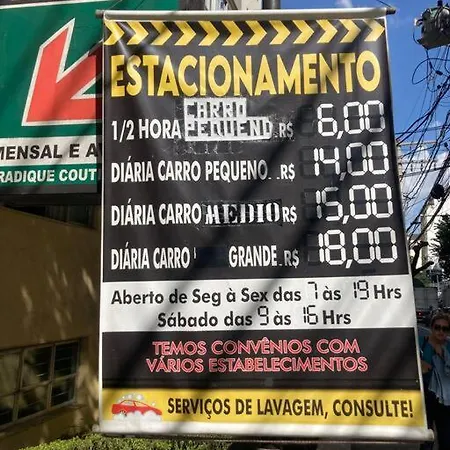 MENSAL E A
RADIQUE COUT
ESTACIONAMENTO
1/2 HORA CARRO PEQUENO R$ 6,00
DIÁRIA CARRO PEQUENO R$ 14,00
DIÁRIA CARRO MEDIO R$ 15,00
DIÁRIA CARRO GRANDE R$ 18,00
Aberto de Seg à Sex das 7 às 19 Hrs
Sábado das 9 às 16 Hrs
TEMOS CONVÊNIOS COM
VÁRIOS ESTABELECIMENTOS
SERVIÇOS DE LAVAGEM, CONSULTE!